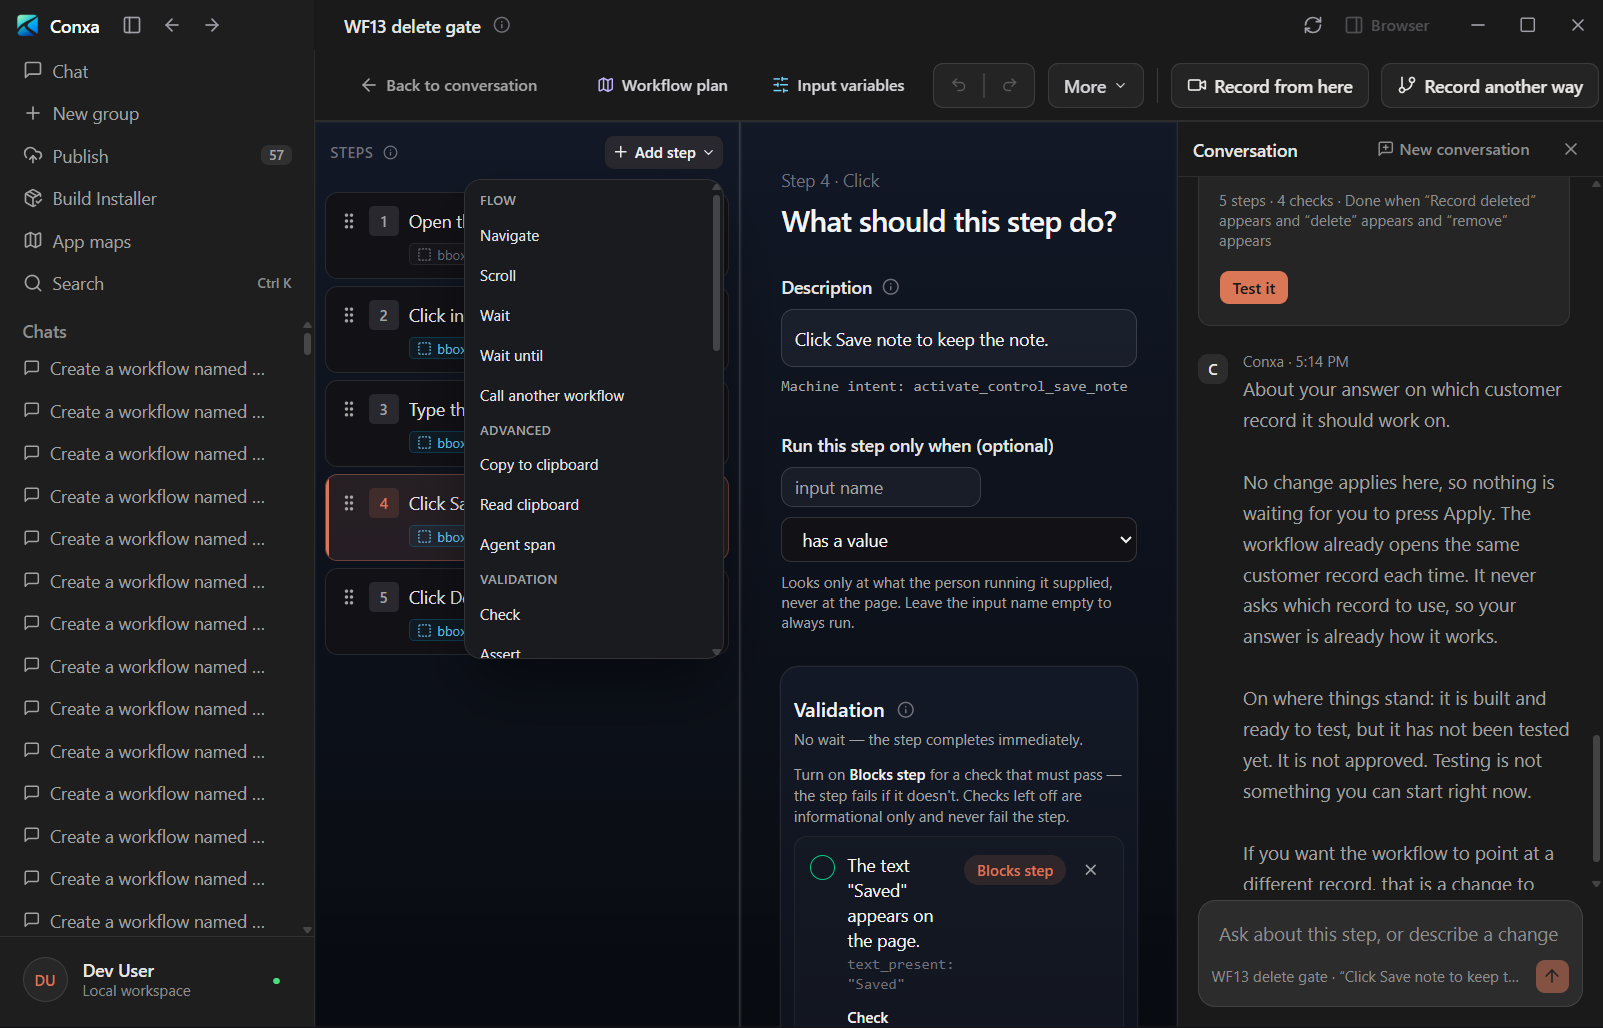 Conxa
WF13 delete gate
Browser
Chat
New group
Publish 57
Build Installer
App maps
Search Ctrl K
Chats
Create a workflow named ...
Create a workflow named ...
Create a workflow named ...
Create a workflow named ...
Create a workflow named ...
Create a workflow named ...
Create a workflow named ...
Create a workflow named ...
Create a workflow named ...
Create a workflow named ...
Create a workflow named ...
Create a workflow named ...
Create a workflow named ...
Create a workflow named ...
DU
Dev User
Local workspace
Back to conversation
Workflow plan
Input variables
More
Record from here
Record another way
STEPS
Add step
1 Open th
bbox
2 Click in
bbox
3 Type th
bbox
4 Click Sa
bbox
5 Click De
bbox
FLOW
Navigate
Scroll
Wait
Wait until
Call another workflow
ADVANCED
Copy to clipboard
Read clipboard
Agent span
VALIDATION
Check
Assert
Step 4 · Click
What should this step do?
Description
Click Save note to keep the note.
Machine intent: activate_control_save_note
Run this step only when (optional)
input name
has a value
Looks only at what the person running it supplied,
never at the page. Leave the input name empty to
always run.
Validation
No wait — the step completes immediately.
Turn on Blocks step for a check that must pass —
the step fails if it doesn't. Checks left off are
informational only and never fail the step.
The text
"Saved"
appears on
the page.
Blocks step
text_present:
"Saved"
Check
Conversation
New conversation
5 steps · 4 checks · Done when “Record deleted”
appears and “delete” appears and “remove”
appears
Test it
C
Conxa · 5:14 PM
About your answer on which customer
record it should work on.
No change applies here, so nothing is
waiting for you to press Apply. The
workflow already opens the same
customer record each time. It never
asks which record to use, so your
answer is already how it works.
On where things stand: it is built and
ready to test, but it has not been tested
yet. It is not approved. Testing is not
something you can start right now.
If you want the workflow to point at a
different record, that is a change to
Ask about this step, or describe a change
WF13 delete gate · “Click Save note to keep t...